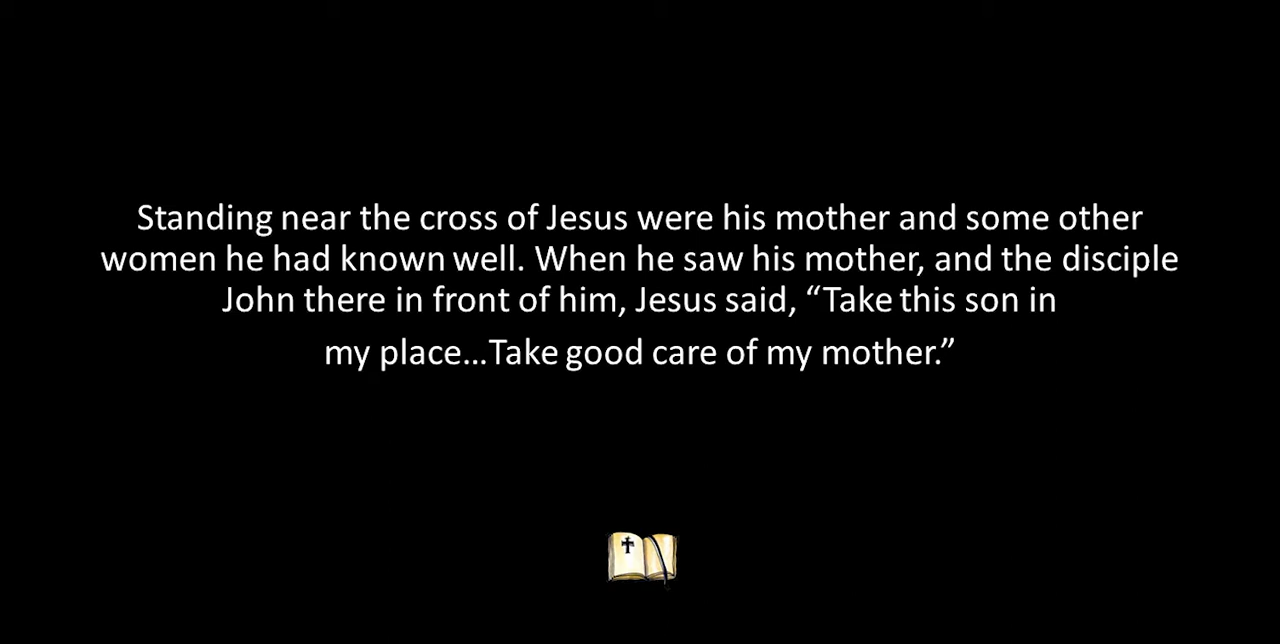 Standing near the cross of Jesus were his mother and some other
women he had known well. When he saw his mother, and the disciple
John there in front of him, Jesus said, “Take this son in
my place…Take good care of my mother.”